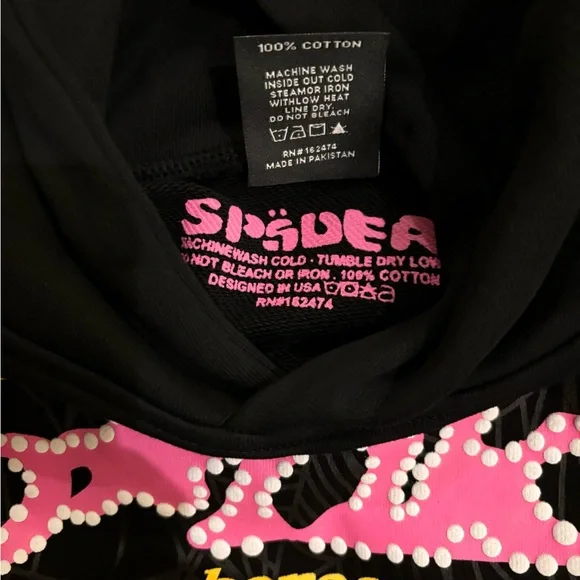 100% COTTON
MACHINE WASH
INSIDE OUT COLD
STEAMOR IRON
WITHLOW HEAT
LINE DRY.
DO NOT BLEACH
RN#162474
MADE IN PAKISTAN
SP5DER
MACHINEWASH COLD · TUMBLE DRY LOW
DO NOT BLEACH OR IRON · 100% COTTON
DESIGNED IN USA
RN#162474